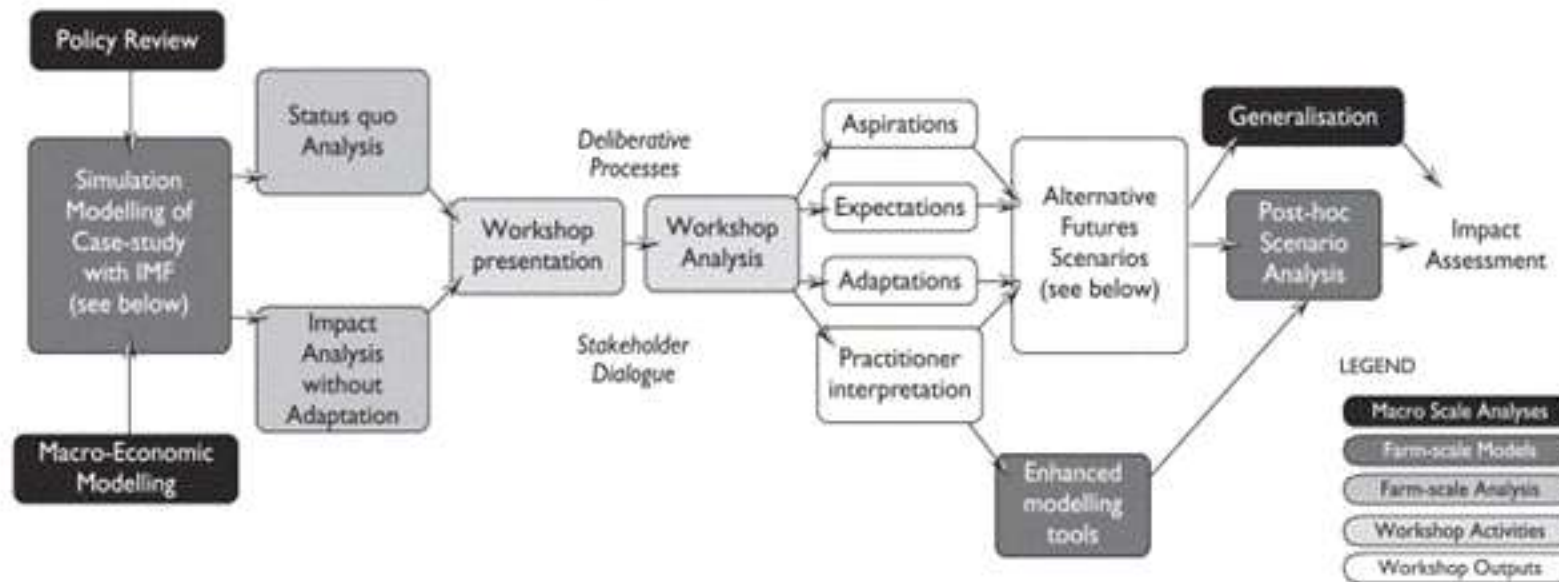 Policy Review
Simulation
Modelling of
Case-study
with IMF
(see below)
Macro-Economic
Modelling
Status quo
Analysis
Impact
Analysis
without
Adaptation
Workshop
presentation
Deliberative
Processes
Stakeholder
Dialogue
Workshop
Analysis
Aspirations
Expectations
Adaptations
Practitioner
interpretation
Alternative
Futures
Scenarios
(see below)
Enhanced
modelling
tools
Generalisation
Post-hoc
Scenario
Analysis
Impact
Assessment
LEGEND
Macro Scale Analyses
Farm-scale Models
Farm-scale Analysis
Workshop Activities
Workshop Outputs